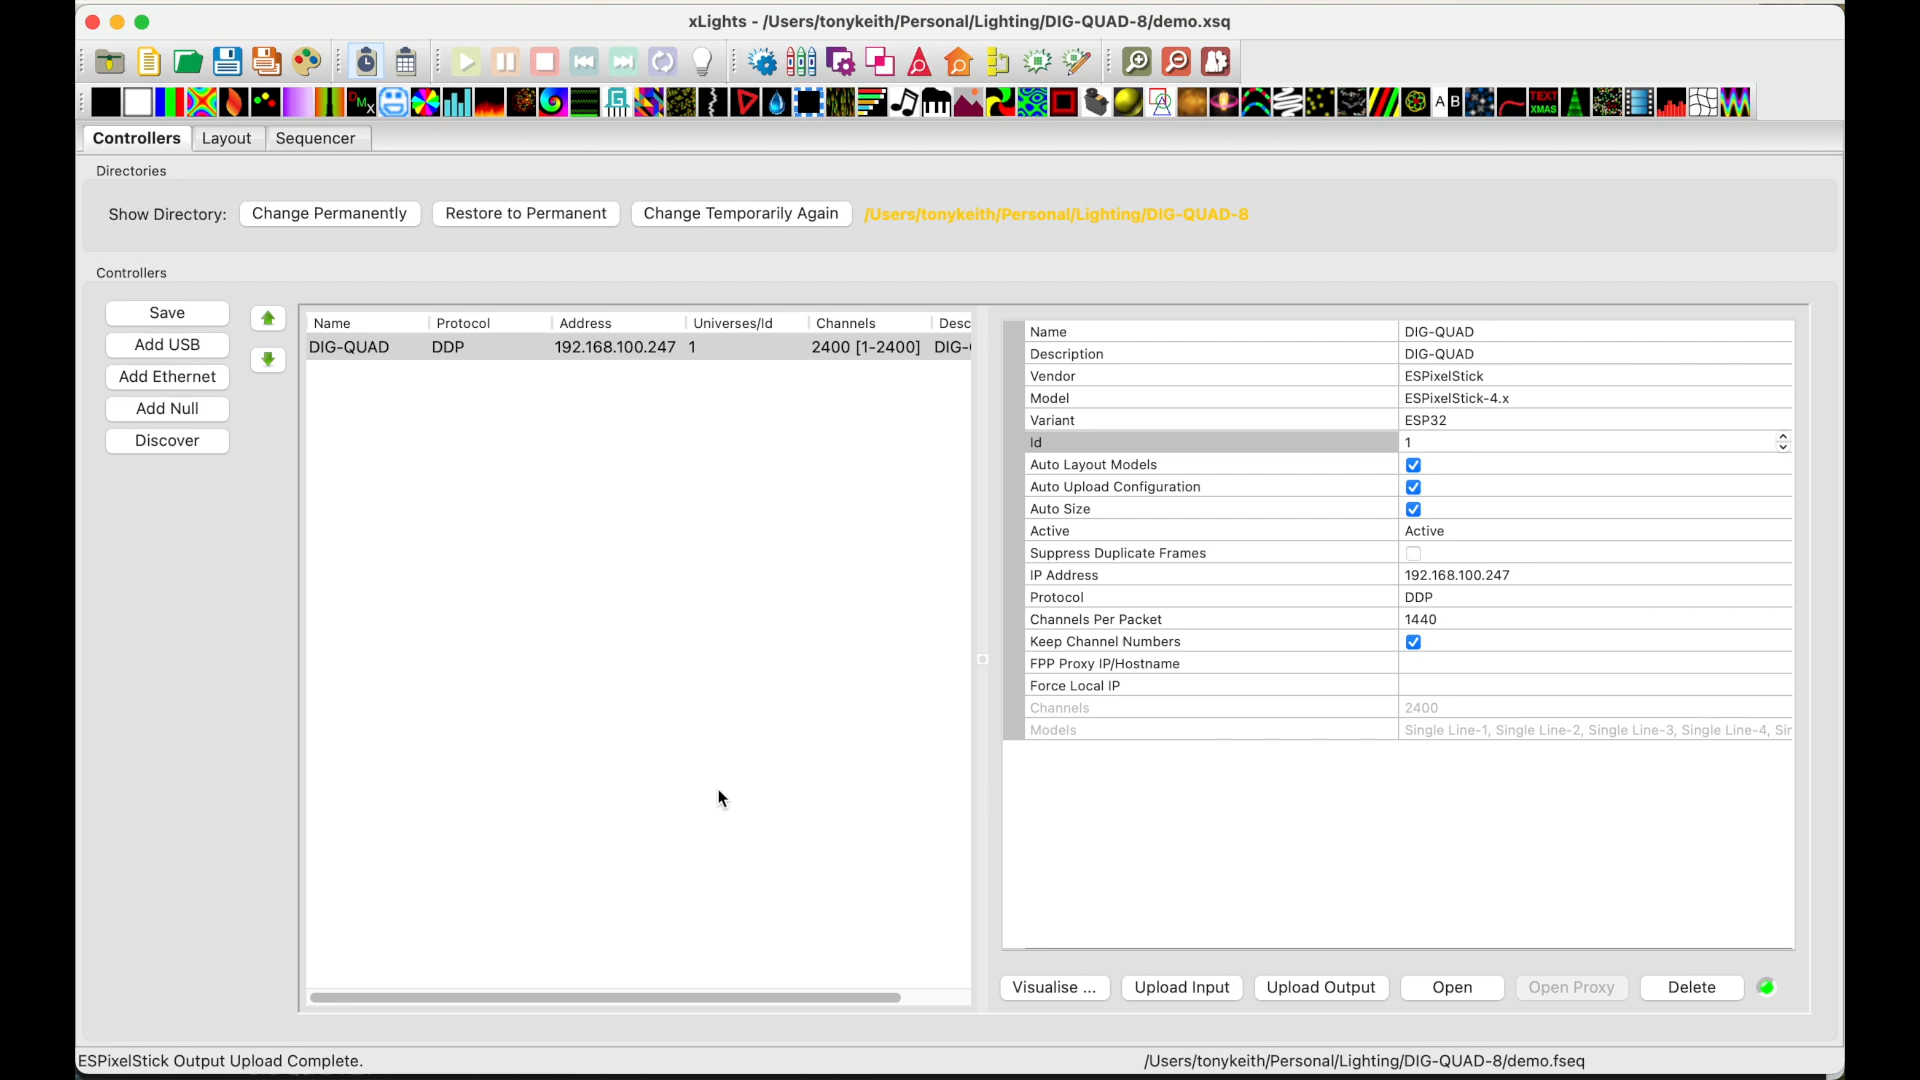 xLights - /Users/tonykeith/Personal/Lighting/DIG-QUAD-8/demo.xsq
Controllers Layout Sequencer
Directories
Show Directory: Change Permanently Restore to Permanent Change Temporarily Again /Users/tonykeith/Personal/Lighting/DIG-QUAD-8
Controllers
Save
Add USB
Add Ethernet
Add Null
Discover
Name Protocol Address Universes/Id Channels Desc
DIG-QUAD DDP 192.168.100.247 1 2400 [1-2400] DIG-
Name DIG-QUAD
Description DIG-QUAD
Vendor ESPixelStick
Model ESPixelStick-4.x
Variant ESP32
Id 1
Auto Layout Models
Auto Upload Configuration
Auto Size
Active Active
Suppress Duplicate Frames
IP Address 192.168.100.247
Protocol DDP
Channels Per Packet 1440
Keep Channel Numbers
FPP Proxy IP/Hostname
Force Local IP
Channels 2400
Models Single Line-1, Single Line-2, Single Line-3, Single Line-4, Sir
Visualise ... Upload Input Upload Output Open Open Proxy Delete
ESPixelStick Output Upload Complete. /Users/tonykeith/Personal/Lighting/DIG-QUAD-8/demo.fseq